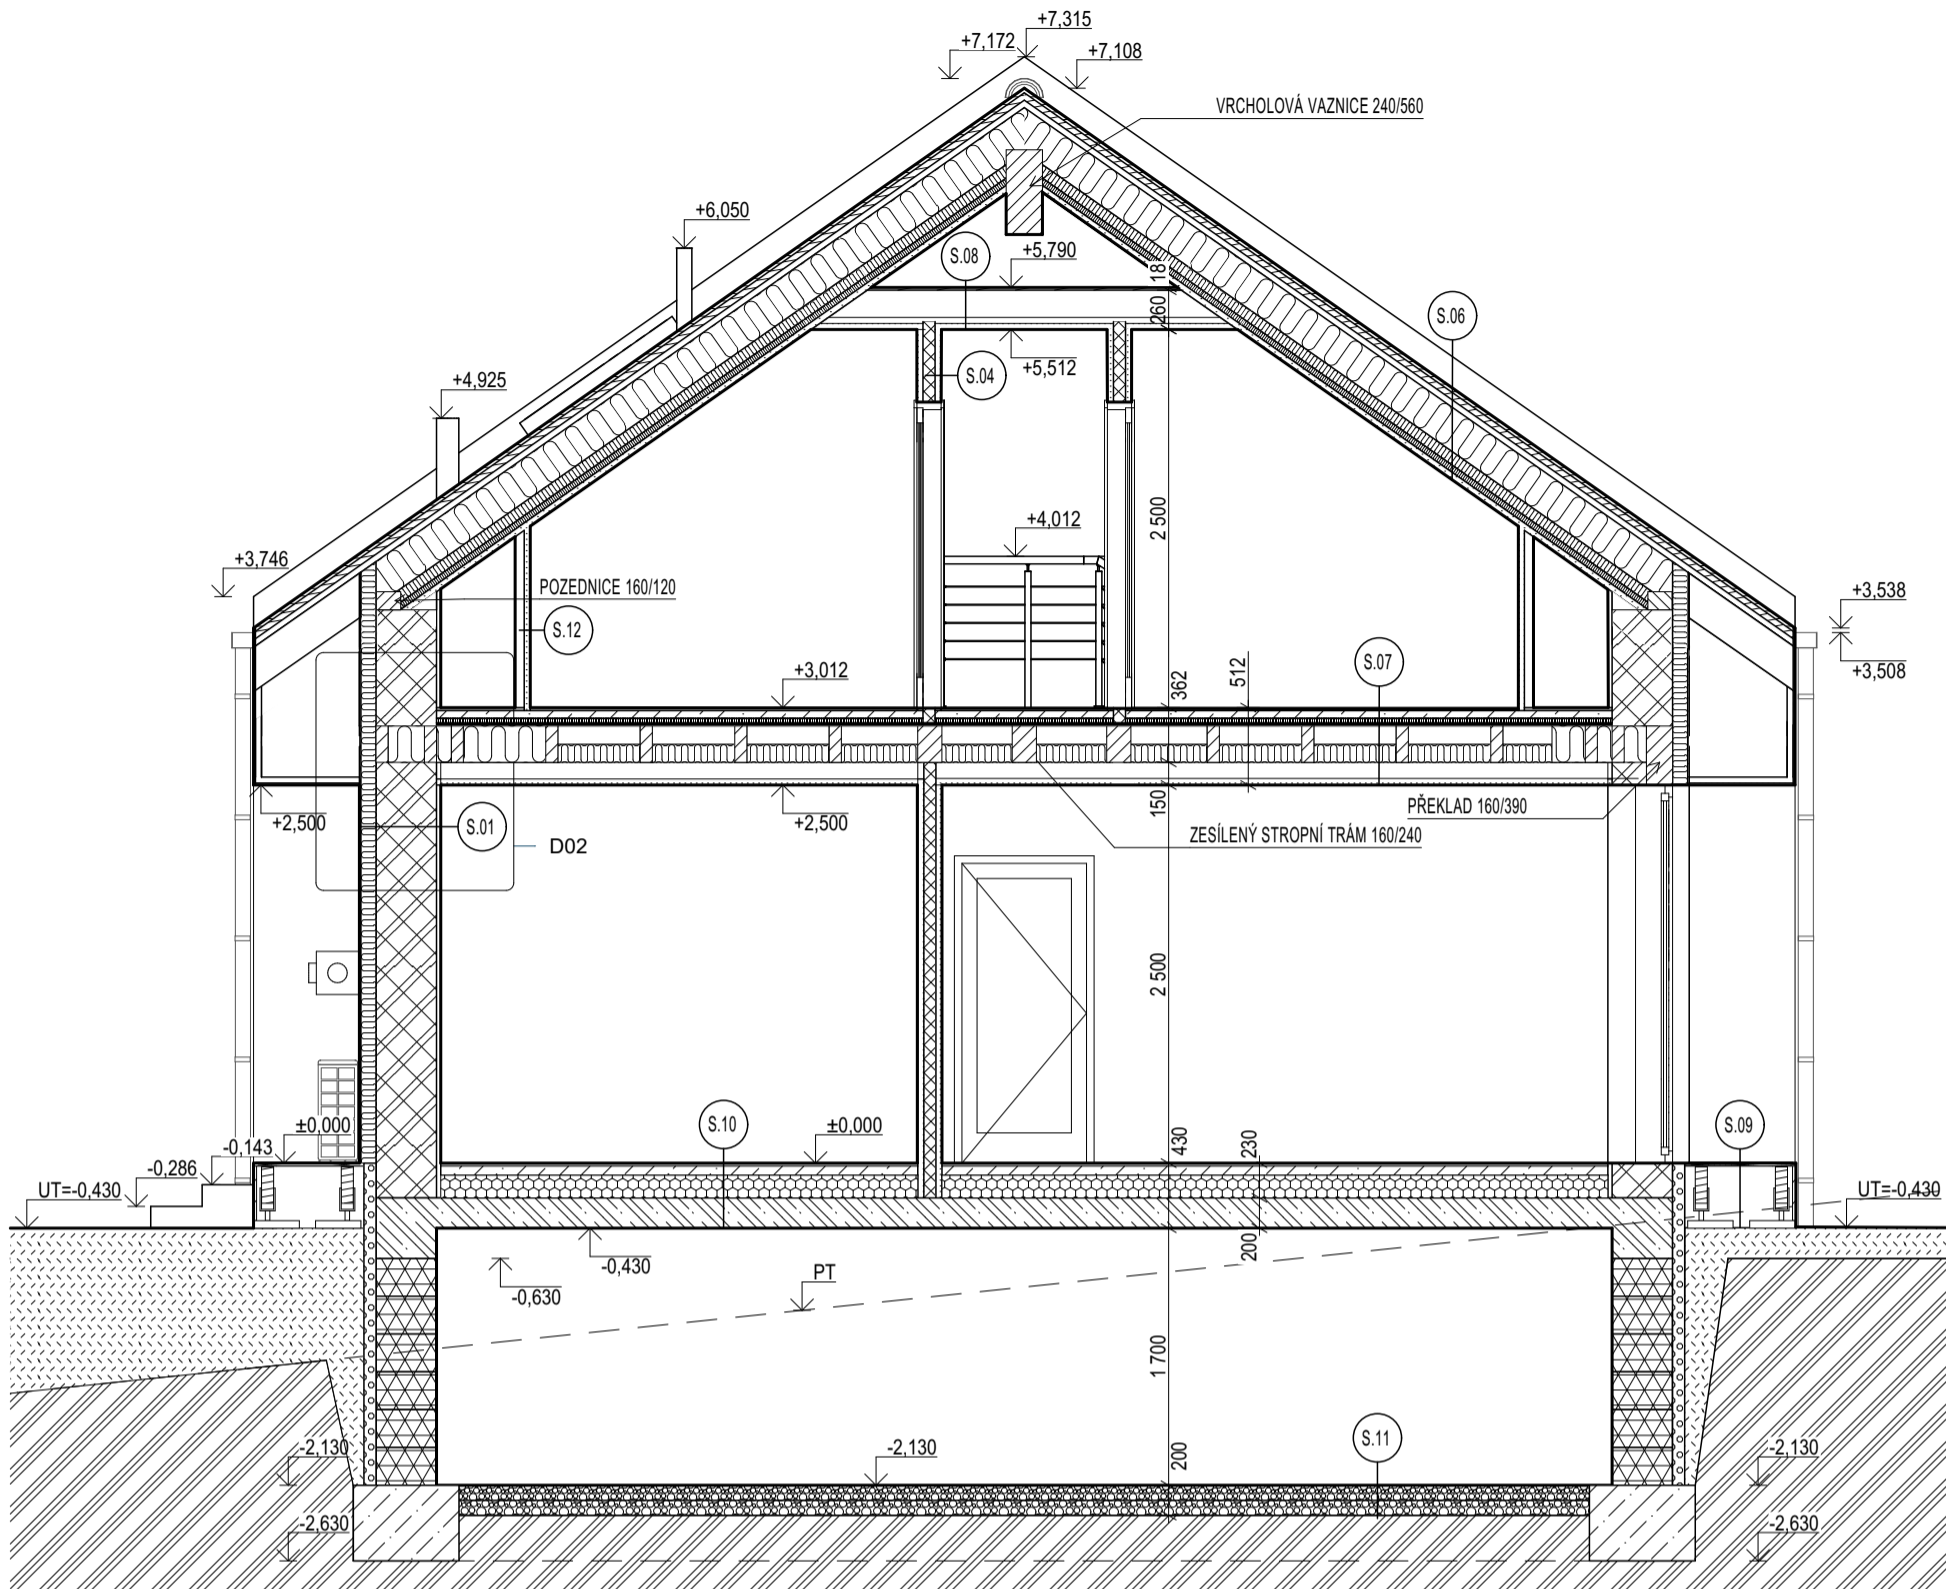 +7,315
+7,172
+7,108
VRCHOLOVÁ VAZNICE 240/560
+6,050
S.08
+5,790
18
260
S.06
+5,512
S.04
+4,925
2 500
+4,012
+3,746
POZEDNICE 160/120
+3,538
S.12
S.07
+3,012
362
512
+3,508
+2,500
S.01
+2,500
150
PŘEKLAD 160/390
ZESÍLENÝ STROPNÍ TRÁM 160/240
D02
2 500
±0,000
S.10
±0,000
430
230
S.09
-0,143
-0,286
UT=-0,430
UT=-0,430
-0,430
200
-0,630
PT
1 700
S.11
-2,130
-2,130
200
-2,130
-2,630
-2,630